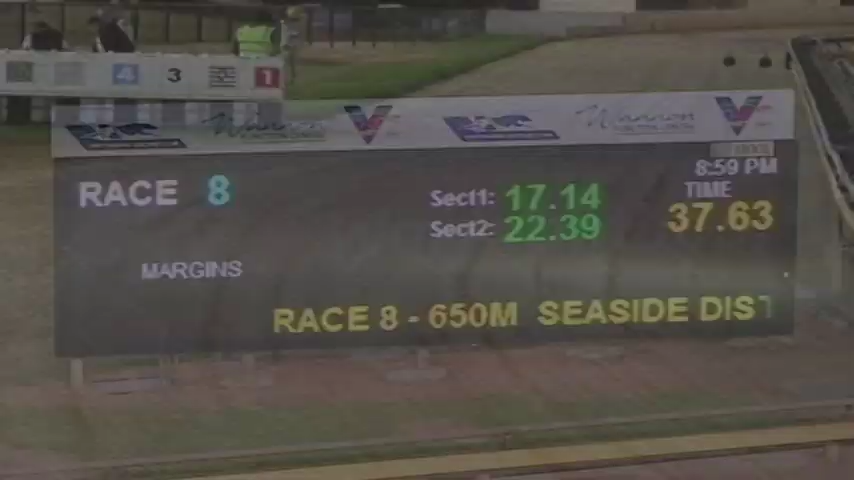 4 3 1
8:59 PM
RACE 8
Sect1: 17.14
TIME
Sect2: 22.39
37.63
MARGINS
RACE 8 - 650M SEASIDE DIST